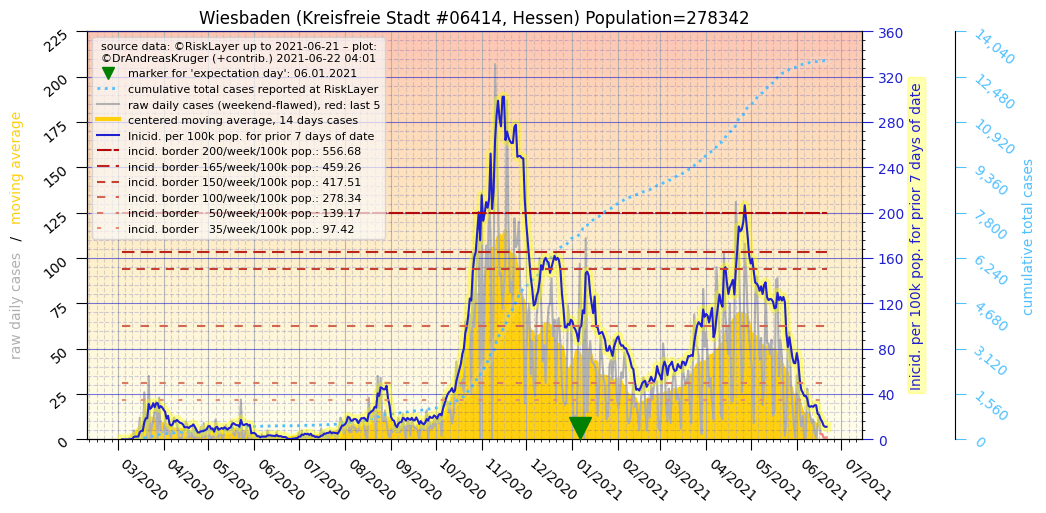 Wiesbaden (Kreisfreie Stadt #06414, Hessen) Population=278342
source data: ©RiskLayer up to 2021-06-21 – plot:
©DrAndreasKruger (+contrib.) 2021-06-22 04:01
marker for 'expectation day': 06.01.2021
cumulative total cases reported at RiskLayer
raw daily cases (weekend-flawed), red: last 5
centered moving average, 14 days cases
Inicid. per 100k pop. for prior 7 days of date
incid. border 200/week/100k pop.: 556.68
incid. border 165/week/100k pop.: 459.26
incid. border 150/week/100k pop.: 417.51
incid. border 100/week/100k pop.: 278.34
incid. border 50/week/100k pop.: 139.17
incid. border 35/week/100k pop.: 97.42
raw daily cases / moving average
225
200
175
150
125
100
75
50
25
0
03/2020
04/2020
05/2020
06/2020
07/2020
08/2020
09/2020
10/2020
11/2020
12/2020
01/2021
02/2021
03/2021
04/2021
05/2021
06/2021
07/2021
360
320
280
240
200
160
120
80
40
0
Inicid. per 100k pop. for prior 7 days of date
14,040
12,480
10,920
9,360
7,800
6,240
4,680
3,120
1,560
0
cumulative total cases